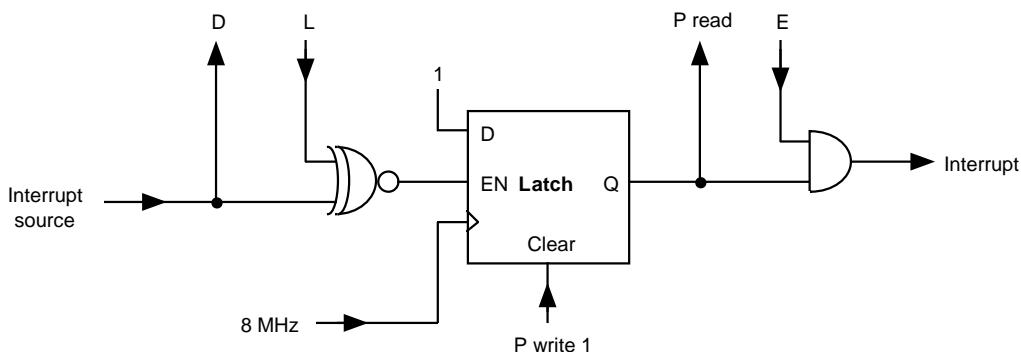 D
L
P read
E
1
D
EN Latch Q
Interrupt
Interrupt
source
Clear
8 MHz
P write 1